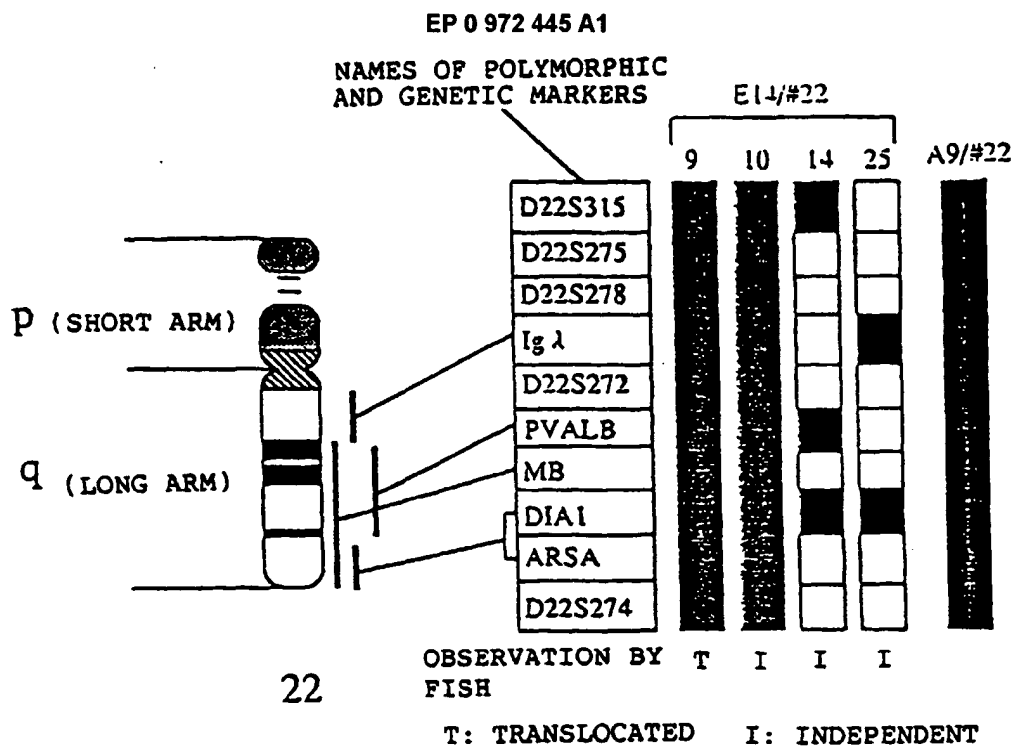 EP 0 972 445 A1
NAMES OF POLYMORPHIC
AND GENETIC MARKERS
E14/#22
9 10 14 25 A9/#22
D22S315
D22S275
D22S278
Ig λ
D22S272
PVALB
MB
DIA1
ARSA
D22S274
p (SHORT ARM)
q (LONG ARM)
22
OBSERVATION BY T I I I
FISH
T: TRANSLOCATED I: INDEPENDENT